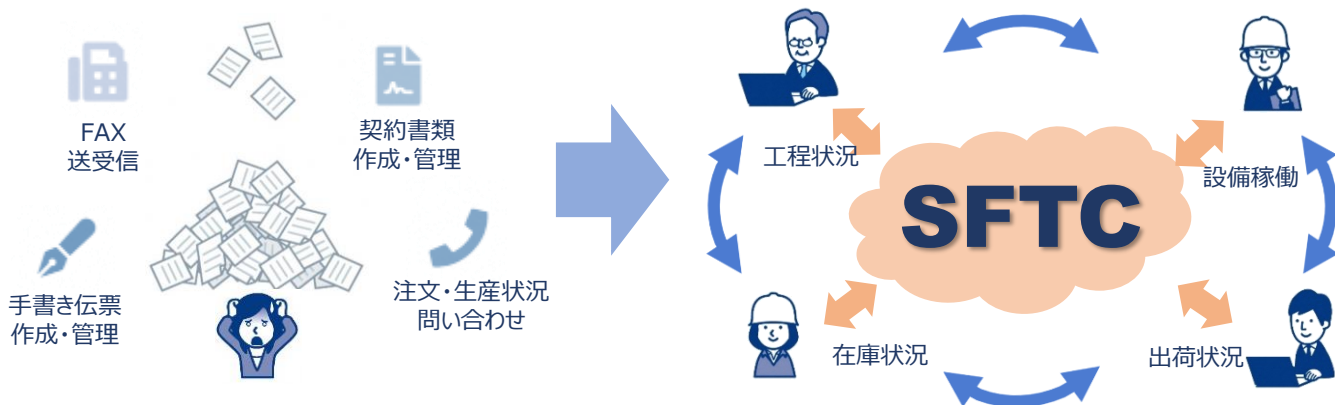 FAX
送受信
契約書類
作成・管理
手書き伝票
作成・管理
注文・生産状況
問い合わせ
工程状況
設備稼働
SFTC
在庫状況
出荷状況